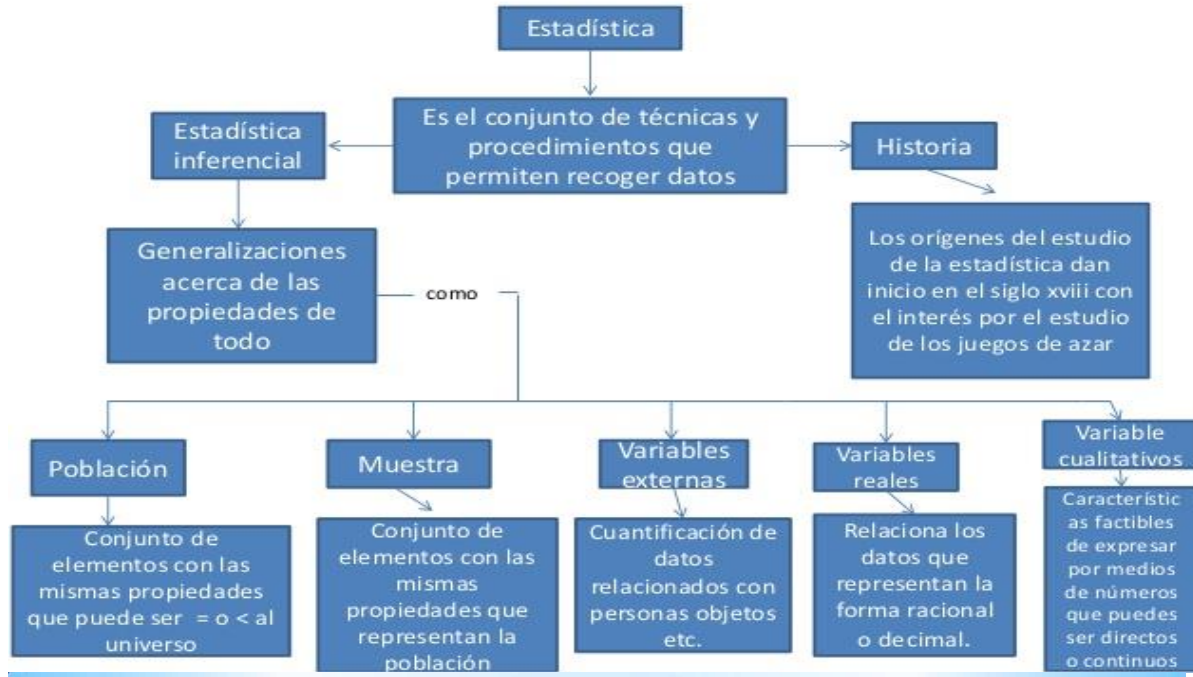 Estadística
Es el conjunto de técnicas y
procedimientos que
permiten recoger datos
Estadística
inferencial
Historia
Generalizaciones
acerca de las
propiedades de
todo
como
Los orígenes del estudio
de la estadística dan
inicio en el siglo xviii con
el interés por el estudio
de los juegos de azar
Población
Muestra
Variables
externas
Variables
reales
Variable
cualitativos
Conjunto de
elementos con las
mismas propiedades
que puede ser = o < al
universo
Conjunto de
elementos con las
mismas
propiedades que
representan la
población
Cuantificación de
datos
relacionados con
personas objetos
etc.
Relaciona los
datos que
representan la
forma racional
o decimal.
Característic
as factibles
de expresar
por medios
de números
que puedes
ser directos
o continuos